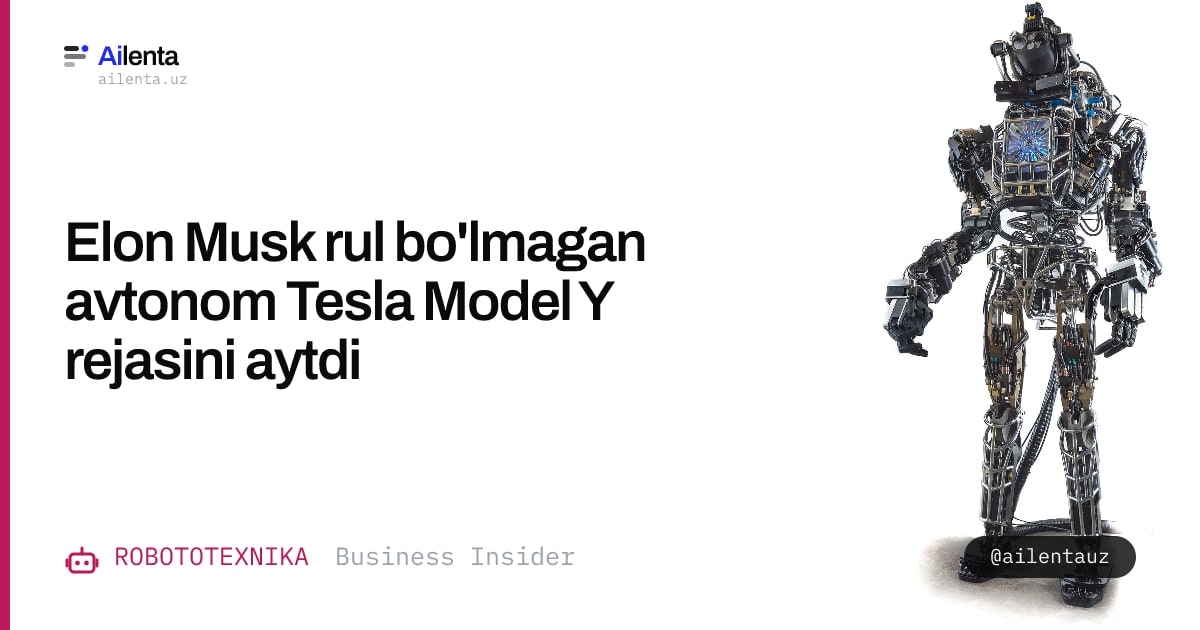 Ailenta
ailenta.uz
Elon Musk rul bo'lmagan
avtonom Tesla Model Y
rejasini aytdi
ROBOTOTEXNIKA Business Insider
@ailentauz